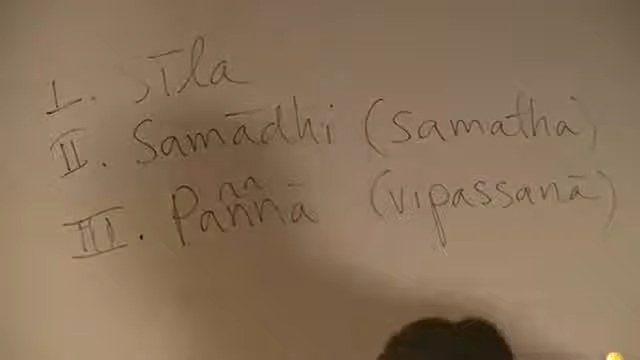 I. Sīla
II. Samādhi (samatha)
III. Paññā (vipassanā)